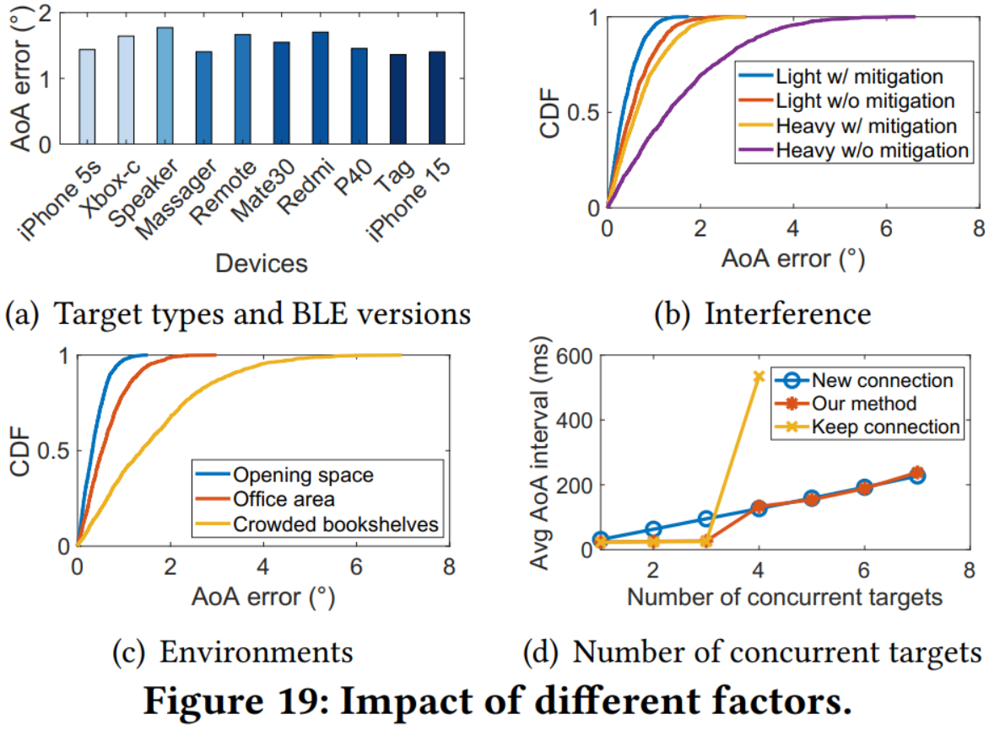 AoA error (°)
2
1
0
iPhone 5s
Xbox-c
Speaker
Massager
Remote
Mate30
Redmi
P40
Tag
iPhone 15
Devices
(a) Target types and BLE versions
CDF
1
0.5
0
Light w/ mitigation
Light w/o mitigation
Heavy w/ mitigation
Heavy w/o mitigation
0 2 4 6 8
AoA error (°)
(b) Interference
CDF
1
0.5
0
Opening space
Office area
Crowded bookshelves
0 2 4 6 8
AoA error (°)
(c) Environments
Avg AoA interval (ms)
600
400
200
0
New connection
Our method
Keep connection
2 4 6 8
Number of concurrent targets
(d) Number of concurrent targets
Figure 19: Impact of different factors.